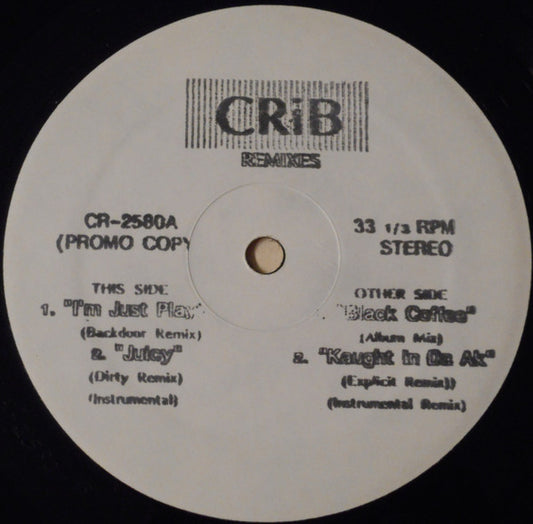 CRiB
REMIXES
CR-2580A
(PROMO COPY
33 1/3 RPM
STEREO
THIS SIDE
1. "I'm Just Play
(Backdoor Remix)
2. "Juicy"
(Dirty Remix)
(Instrumental)
OTHER SIDE
"Black Coffee"
(Album Mix)
2. "Kaught In Da Ak"
(Explicit Remix))
(Instrumental Remix)